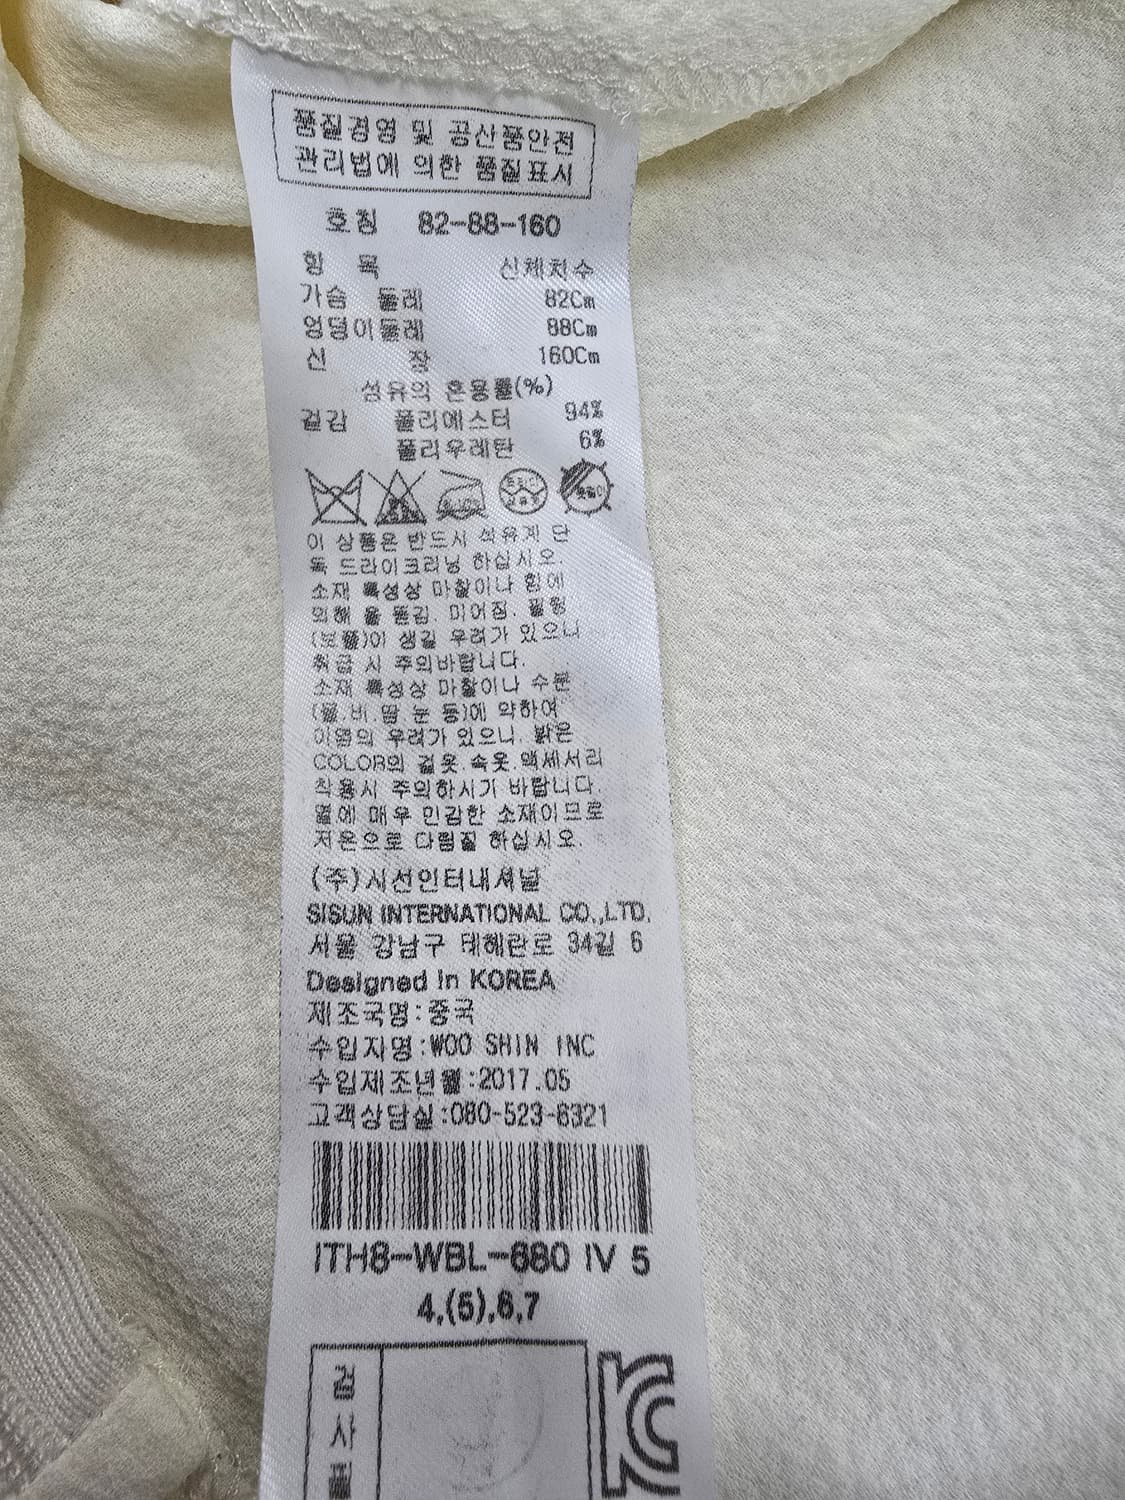 품질경영 및 공산품안전
관리법에 의한 품질표시
호칭 82-88-160
항 목 신체치수
가슴 둘레 82Cm
엉덩이둘레 88Cm
신 장 160Cm
섬유의 혼용률(%)
겉감 폴리에스터 94%
폴리우레탄 6%
이 상품은 반드시 석유계 단
독 드라이크리닝 하십시오.
소재 특성상 마찰이나 힘에
의해 올 뜯김. 미어짐. 필링
(보풀)이 생길 우려가 있으니
취급 시 주의바랍니다.
소재 특성상 마찰이나 수분
(물.비.땀.눈 등)에 약하여
이염의 우려가 있으니. 밝은
COLOR의 겉옷.속옷.액세서리
착용시 주의하시기 바랍니다.
열에 매우 민감한 소재이므로
저온으로 다림질 하십시오.
(주)시선인터내셔널
SISUN INTERNATIONAL CO.,LTD.
서울 강남구 테헤란로 34길 6
Designed In KOREA
제조국명:중국
수입자명:WOO SHIN INC
수입제조년월:2017.05
고객상담실:080-523-6321
ITH8-WBL-680 IV 5
4,(5),6,7
검
사
필